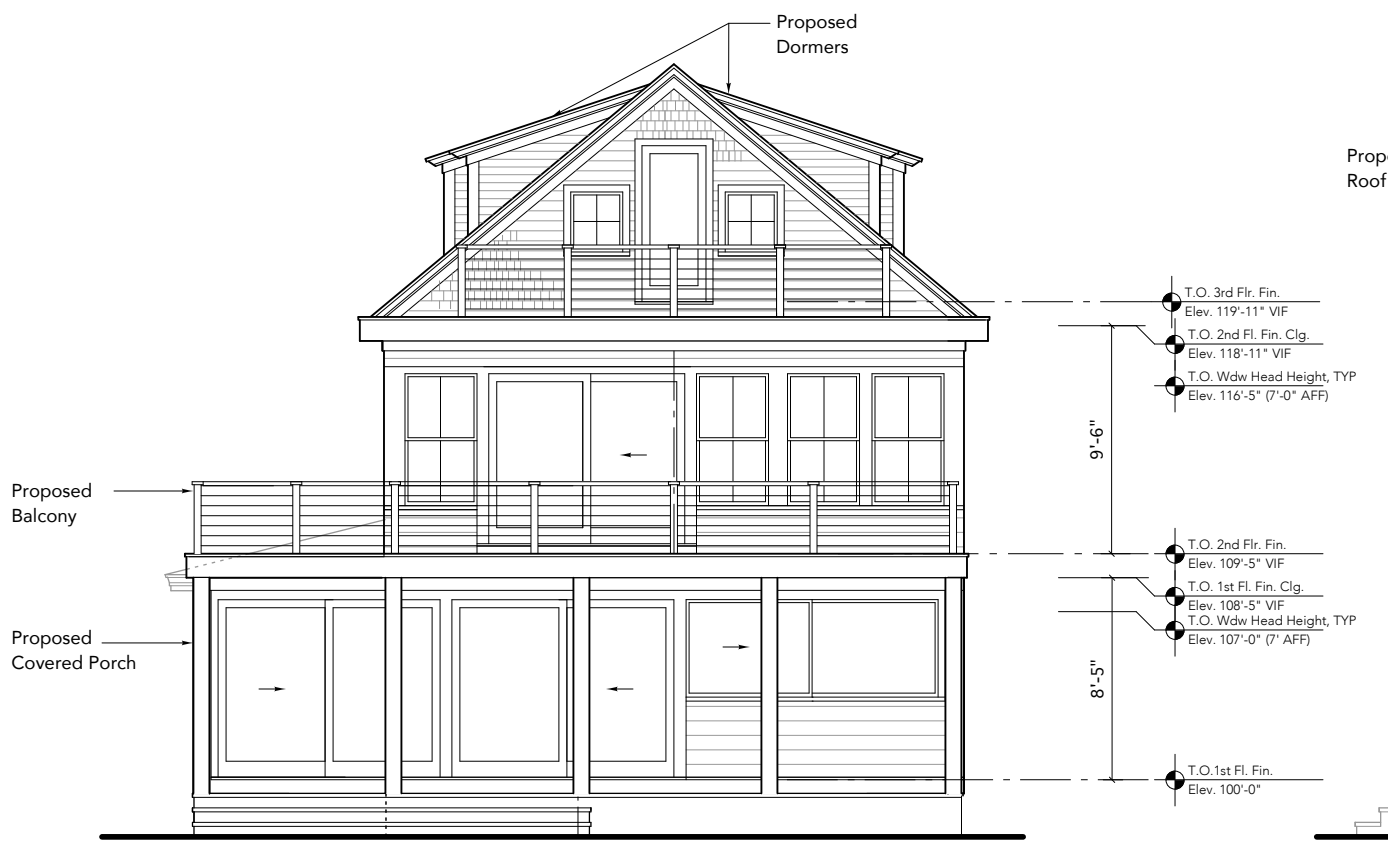 Proposed
Dormers
Propo
Roof
T.O. 3rd Flr. Fin.
Elev. 119'-11" VIF
T.O. 2nd Fl. Fin. Clg.
Elev. 118'-11" VIF
T.O. Wdw Head Height, TYP
Elev. 116'-5" (7'-0" AFF)
9'-6"
Proposed
Balcony
T.O. 2nd Flr. Fin.
Elev. 109'-5" VIF
T.O. 1st Fl. Fin. Clg.
Elev. 108'-5" VIF
T.O. Wdw Head Height, TYP
Elev. 107'-0" (7' AFF)
Proposed
Covered Porch
8'-5"
T.O.1st Fl. Fin.
Elev. 100'-0"